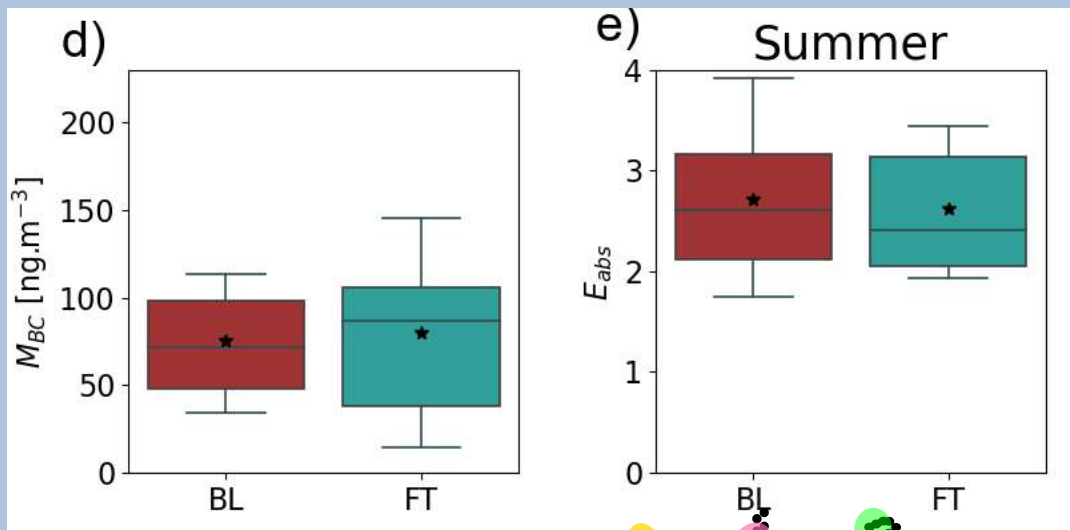 d)
200
150
100
50
0
M_BC [ng.m⁻³]
BL FT
e)
Summer
4
3
2
1
0
E_abs
BL FT